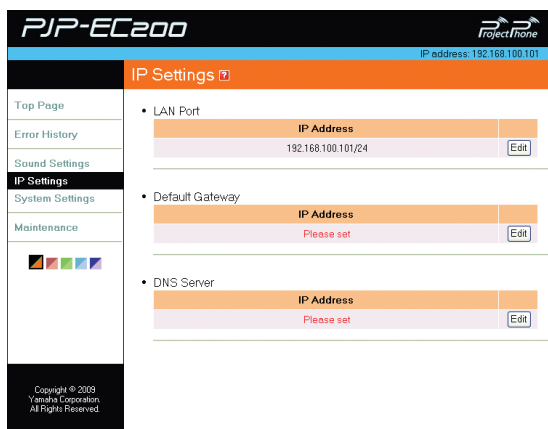 PJP-EC200
ProjectPhone
IP address: 192.168.100.101
IP Settings ?
Top Page
Error History
Sound Settings
IP Settings
System Settings
Maintenance
• LAN Port
IP Address
192.168.100.101/24 Edit
• Default Gateway
IP Address
Please set Edit
• DNS Server
IP Address
Please set Edit
Copyright © 2009
Yamaha Corporation.
All Rights Reserved.